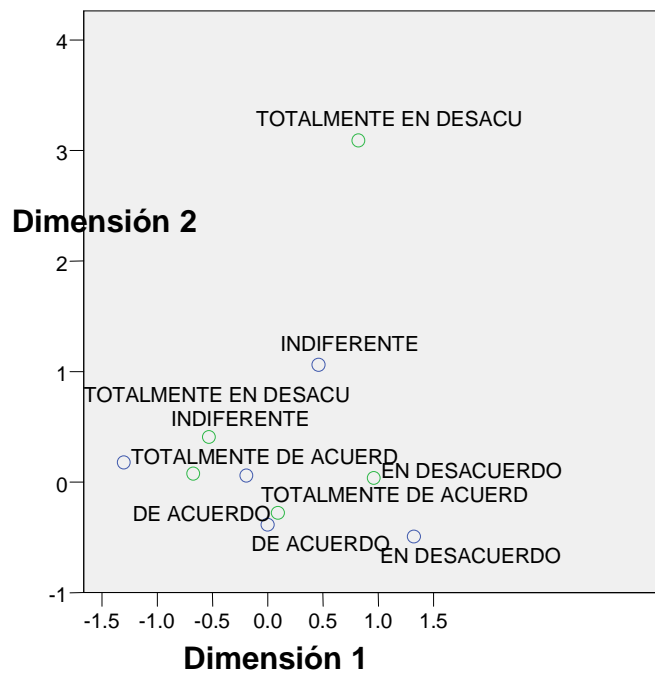 4
TOTALMENTE EN DESACU
3
Dimensión 2
2
INDIFERENTE
1
TOTALMENTE EN DESACU
INDIFERENTE
TOTALMENTE DE ACUERD
EN DESACUERDO
0
TOTALMENTE DE ACUERD
DE ACUERDO
DE ACUERDO
EN DESACUERDO
-1
-1.5 -1.0 -0.5 0.0 0.5 1.0 1.5
Dimensión 1